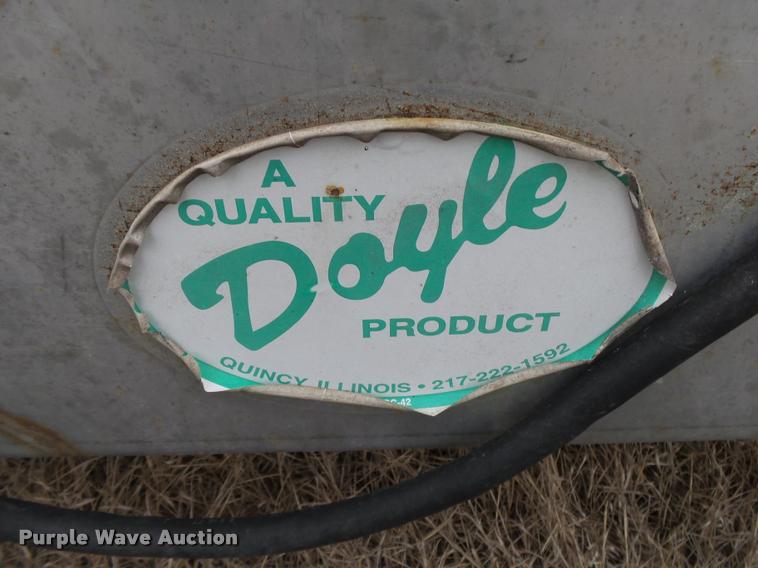 A
QUALITY
Doyle
PRODUCT
QUINCY, ILLINOIS • 217-222-1592
Purple Wave Auction